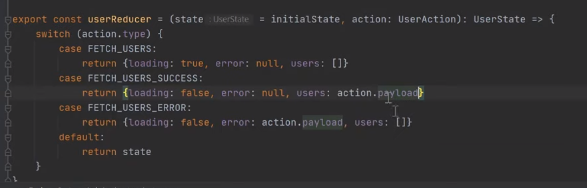 export const userReducer = (state : UserState = initialState, action: UserAction): UserState => {
switch (action.type) {
case FETCH_USERS:
return {loading: true, error: null, users: []}
case FETCH_USERS_SUCCESS:
return {loading: false, error: null, users: action.payload}
case FETCH_USERS_ERROR:
return {loading: false, error: action.payload, users: []}
default:
return state
}
}